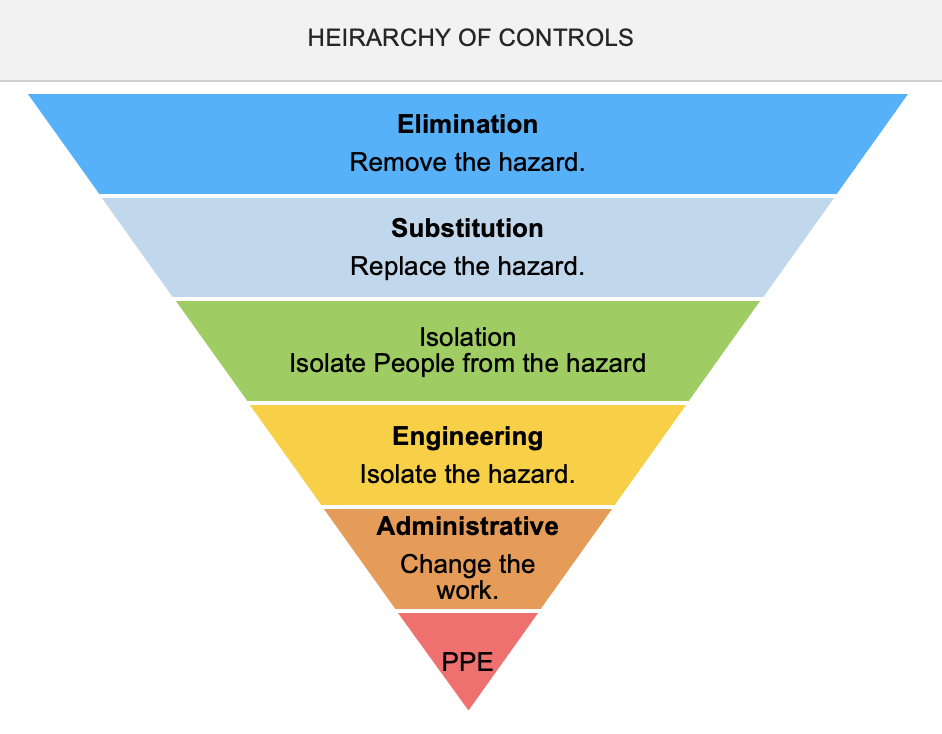 HEIRARCHY OF CONTROLS
Elimination
Remove the hazard.
Substitution
Replace the hazard.
Isolation
Isolate People from the hazard
Engineering
Isolate the hazard.
Administrative
Change the
work.
PPE